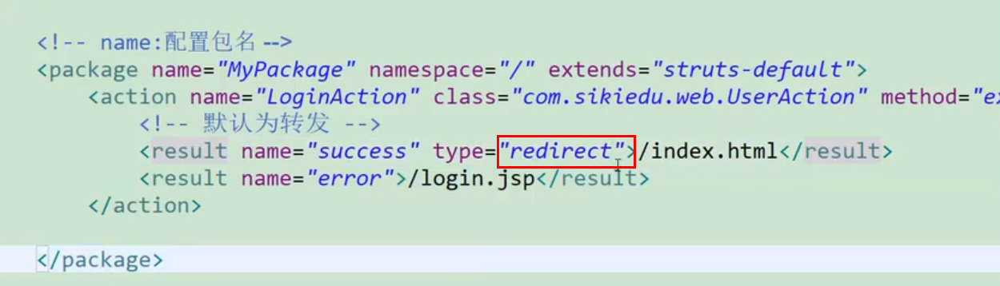 <!-- name:配置包名-->
<package name="MyPackage" namespace="/" extends="struts-default">
<action name="LoginAction" class="com.sikiedu.web.UserAction" method="ex
<!-- 默认为转发 -->
<result name="success" type="redirect">/index.html</result>
<result name="error">/login.jsp</result>
</action>
</package>